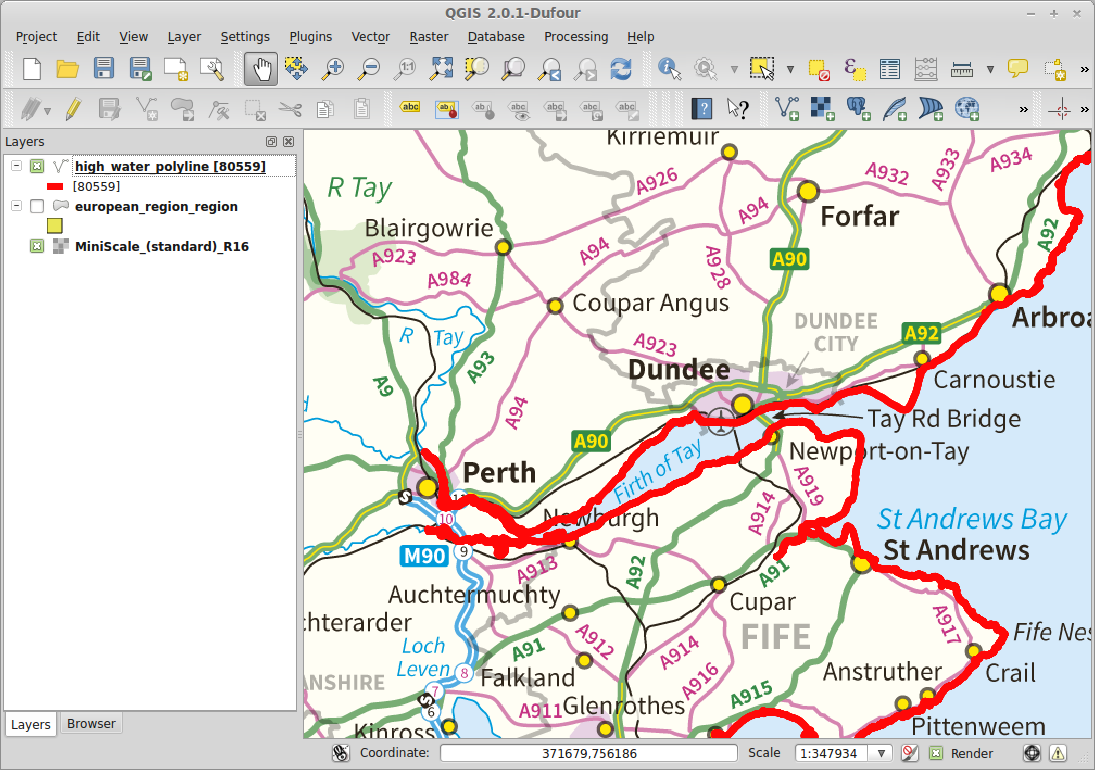 QGIS 2.0.1-Dufour
Project Edit View Layer Settings Plugins Vector Raster Database Processing Help
Layers
high_water_polyline [80559]
[80559]
european_region_region
MiniScale_(standard)_R16
Layers Browser
Kirriemuir
A926
A932
A933
A934
R Tay
A94
Forfar
A92
Blairgowrie
A923
A94
A90
A984
A928
Coupar Angus
Arbroa
R Tay
DUNDEE
CITY
A92
A923
A93
Dundee
A9
Carnoustie
A94
Tay Rd Bridge
A90
Newport-on-Tay
Perth
Firth of Tay
A919
A914
10
Newburgh
St Andrews Bay
M90
9
St Andrews
A913
A92
A91
Auchtermuchty
Cupar
chterarder
A917
Fife Nes
A91
A912
A914
FIFE
Loch
Leven
8
Falkland
A916
Anstruther
Crail
ANSHIRE
7
6
A911
Glenrothes
A915
Pittenweem
Kinross
Coordinate: 371679,756186 Scale 1:347934 Render